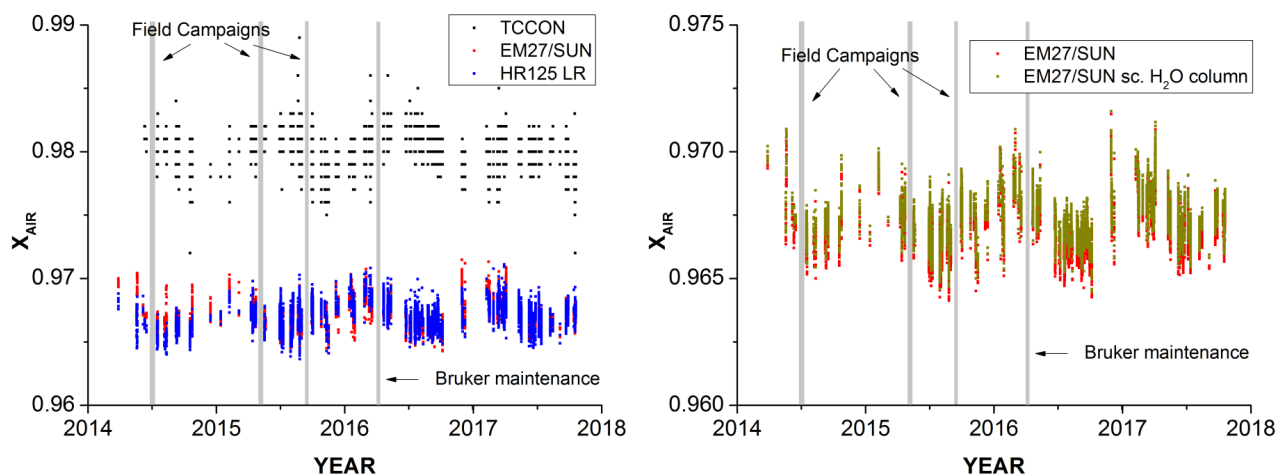 0.99
0.98
0.97
0.96
X_AIR
Field Campaigns
TCCON
EM27/SUN
HR125 LR
Bruker maintenance
2014 2015 2016 2017 2018
YEAR
0.975
0.970
0.965
0.960
X_AIR
Field Campaigns
EM27/SUN
EM27/SUN sc. H₂O column
Bruker maintenance
2014 2015 2016 2017 2018
YEAR